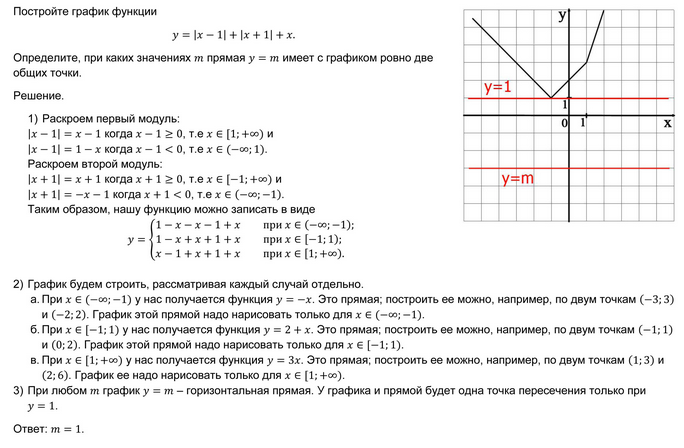 Постройте график функции
y = |x − 1| + |x + 1| + x.
Определите, при каких значениях m прямая y = m имеет с графиком ровно две
общих точки.
Решение.
1) Раскроем первый модуль:
|x − 1| = x − 1 когда x − 1 ≥ 0, т.е x ∈ [1; +∞) и
|x − 1| = 1 − x когда x − 1 < 0, т.е x ∈ (−∞; 1).
Раскроем второй модуль:
|x + 1| = x + 1 когда x + 1 ≥ 0, т.е x ∈ [−1; +∞) и
|x + 1| = −x − 1 когда x + 1 < 0, т.е x ∈ (−∞; −1).
Таким образом, нашу функцию можно записать в виде
1 − x − x − 1 + x при x ∈ (−∞; −1);
y = { 1 − x + x + 1 + x при x ∈ [−1; 1);
x − 1 + x + 1 + x при x ∈ [1; +∞).
2) График будем строить, рассматривая каждый случай отдельно.
а. При x ∈ (−∞; −1) у нас получается функция y = −x. Это прямая; построить ее можно, например, по двум точкам (−3; 3)
и (−2; 2). График этой прямой надо нарисовать только для x ∈ (−∞; −1).
б. При x ∈ [−1; 1) у нас получается функция y = 2 + x. Это прямая; построить ее можно, например, по двум точкам (−1; 1)
и (0; 2). График этой прямой надо нарисовать только для x ∈ [−1; 1).
в. При x ∈ [1; +∞) у нас получается функция y = 3x. Это прямая; построить ее можно, например, по двум точкам (1; 3) и
(2; 6). График ее надо нарисовать только для x ∈ [1; +∞).
3) При любом m график y = m – горизонтальная прямая. У графика и прямой будет одна точка пересечения только при
y = 1.
Ответ: m = 1.
y
y=1
1
0 1 x
y=m